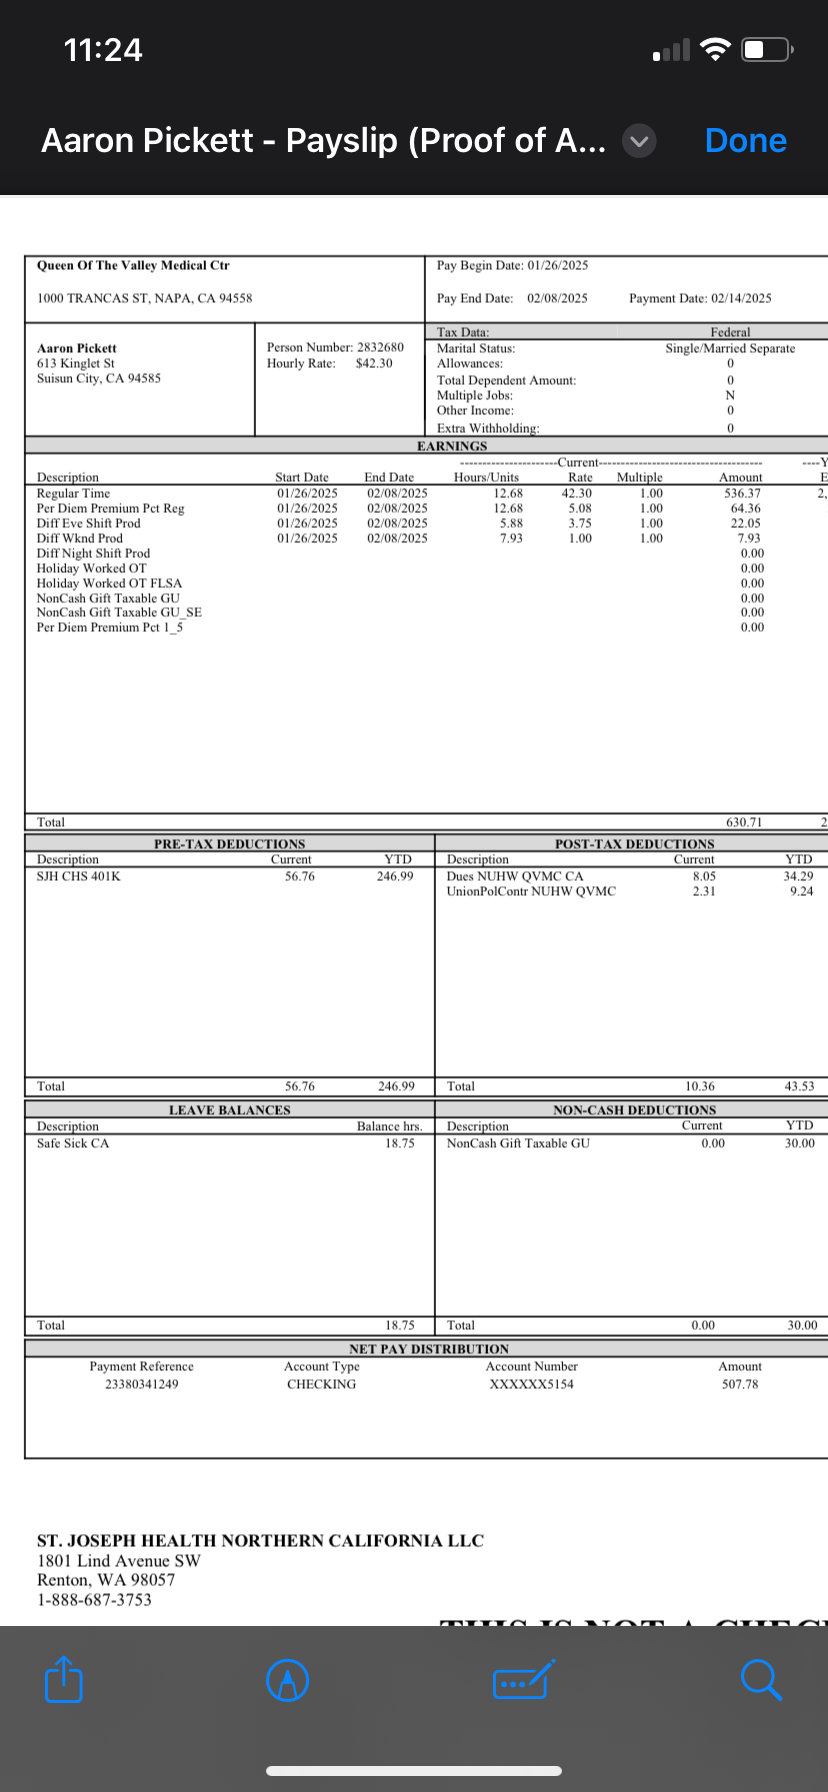 11:24
Aaron Pickett - Payslip (Proof of A... Done
Queen Of The Valley Medical Ctr
1000 TRANCAS ST, NAPA, CA 94558
Pay Begin Date: 01/26/2025
Pay End Date: 02/08/2025 Payment Date: 02/14/2025
Aaron Pickett
613 Kinglet St
Suisun City, CA 94585
Person Number: 2832680
Hourly Rate: $42.30
Tax Data: Federal
Marital Status: Single/Married Separate
Allowances: 0
Total Dependent Amount: 0
Multiple Jobs: N
Other Income: 0
Extra Withholding: 0
EARNINGS
----------------------Current------------------------------------- ----Y
Description Start Date End Date Hours/Units Rate Multiple Amount E
Regular Time 01/26/2025 02/08/2025 12.68 42.30 1.00 536.37 2,
Per Diem Premium Pct Reg 01/26/2025 02/08/2025 12.68 5.08 1.00 64.36
Diff Eve Shift Prod 01/26/2025 02/08/2025 5.88 3.75 1.00 22.05
Diff Wknd Prod 01/26/2025 02/08/2025 7.93 1.00 1.00 7.93
Diff Night Shift Prod 0.00
Holiday Worked OT 0.00
Holiday Worked OT FLSA 0.00
NonCash Gift Taxable GU 0.00
NonCash Gift Taxable GU_SE 0.00
Per Diem Premium Pct 1_5 0.00
Total 630.71 2
PRE-TAX DEDUCTIONS
Description Current YTD
SJH CHS 401K 56.76 246.99
Total 56.76 246.99
POST-TAX DEDUCTIONS
Description Current YTD
Dues NUHW QVMC CA 8.05 34.29
UnionPolContr NUHW QVMC 2.31 9.24
Total 10.36 43.53
LEAVE BALANCES
Description Balance hrs.
Safe Sick CA 18.75
Total 18.75
NON-CASH DEDUCTIONS
Description Current YTD
NonCash Gift Taxable GU 0.00 30.00
Total 0.00 30.00
NET PAY DISTRIBUTION
Payment Reference Account Type Account Number Amount
23380341249 CHECKING XXXXXX5154 507.78
ST. JOSEPH HEALTH NORTHERN CALIFORNIA LLC
1801 Lind Avenue SW
Renton, WA 98057
1-888-687-3753